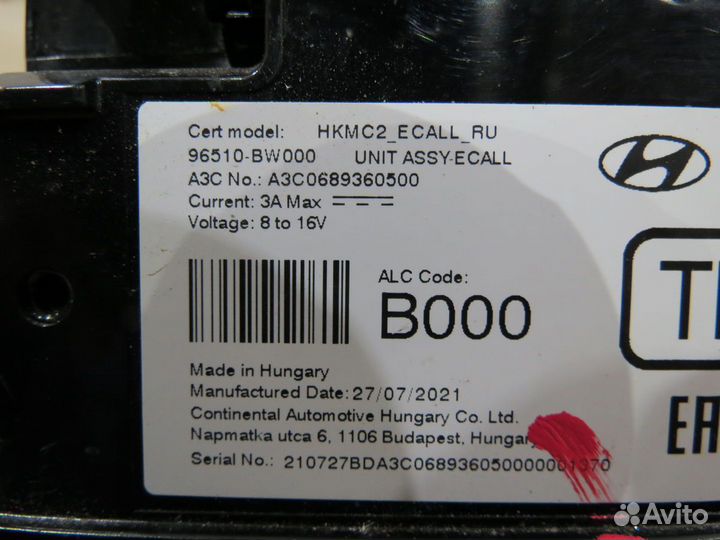 Cert model: HKMC2_ECALL_RU
96510-BW000 UNIT ASSY-ECALL
A3C No.: A3C0689360500
Current: 3A Max
Voltage: 8 to 16V
ALC Code:
B000
Made in Hungary
Manufactured Date: 27/07/2021
Continental Automotive Hungary Co. Ltd.
Napmatka utca 6, 1106 Budapest, Hungary
Serial No.: 210727BDA3C0689360500000001370
EAC
Avito